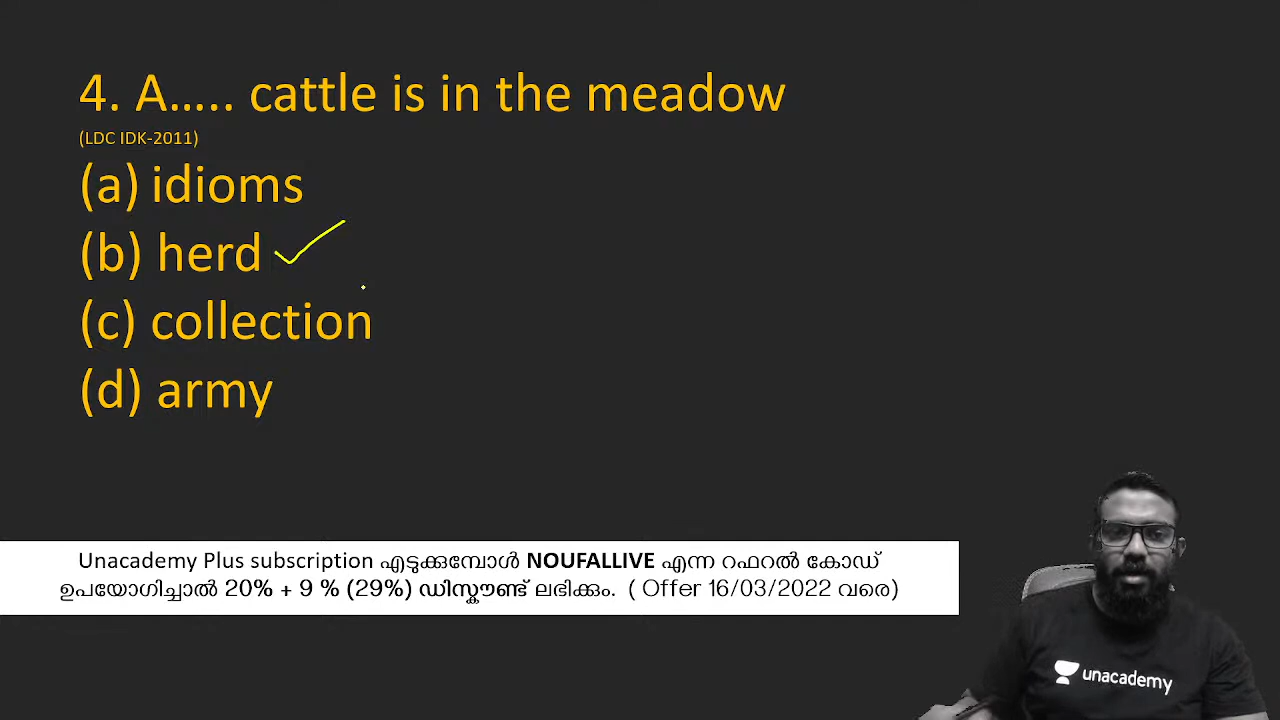 4. A..... cattle is in the meadow
(LDC IDK-2011)
(a) idioms
(b) herd
(c) collection
(d) army
Unacademy Plus subscription എടുക്കുമ്പോൾ NOUFALLIVE എന്ന റഫറൽ കോഡ്
ഉപയോഗിച്ചാൽ 20% + 9 % (29%) ഡിസ്കൗണ്ട് ലഭിക്കും. ( Offer 16/03/2022 വരെ)
unacademy